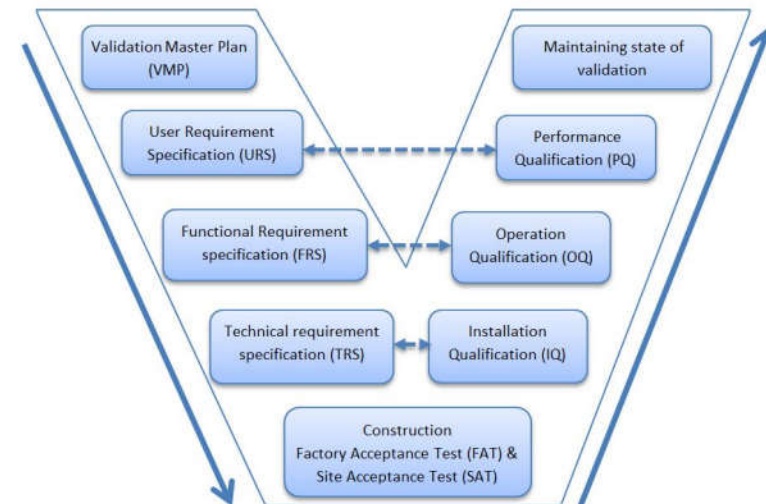 Validation Master Plan
(VMP)
Maintaining state of
validation
User Requirement
Specification (URS)
Performance
Qualification (PQ)
Functional Requirement
specification (FRS)
Operation
Qualification (OQ)
Technical requirement
specification (TRS)
Installation
Qualification (IQ)
Construction
Factory Acceptance Test (FAT) &
Site Acceptance Test (SAT)